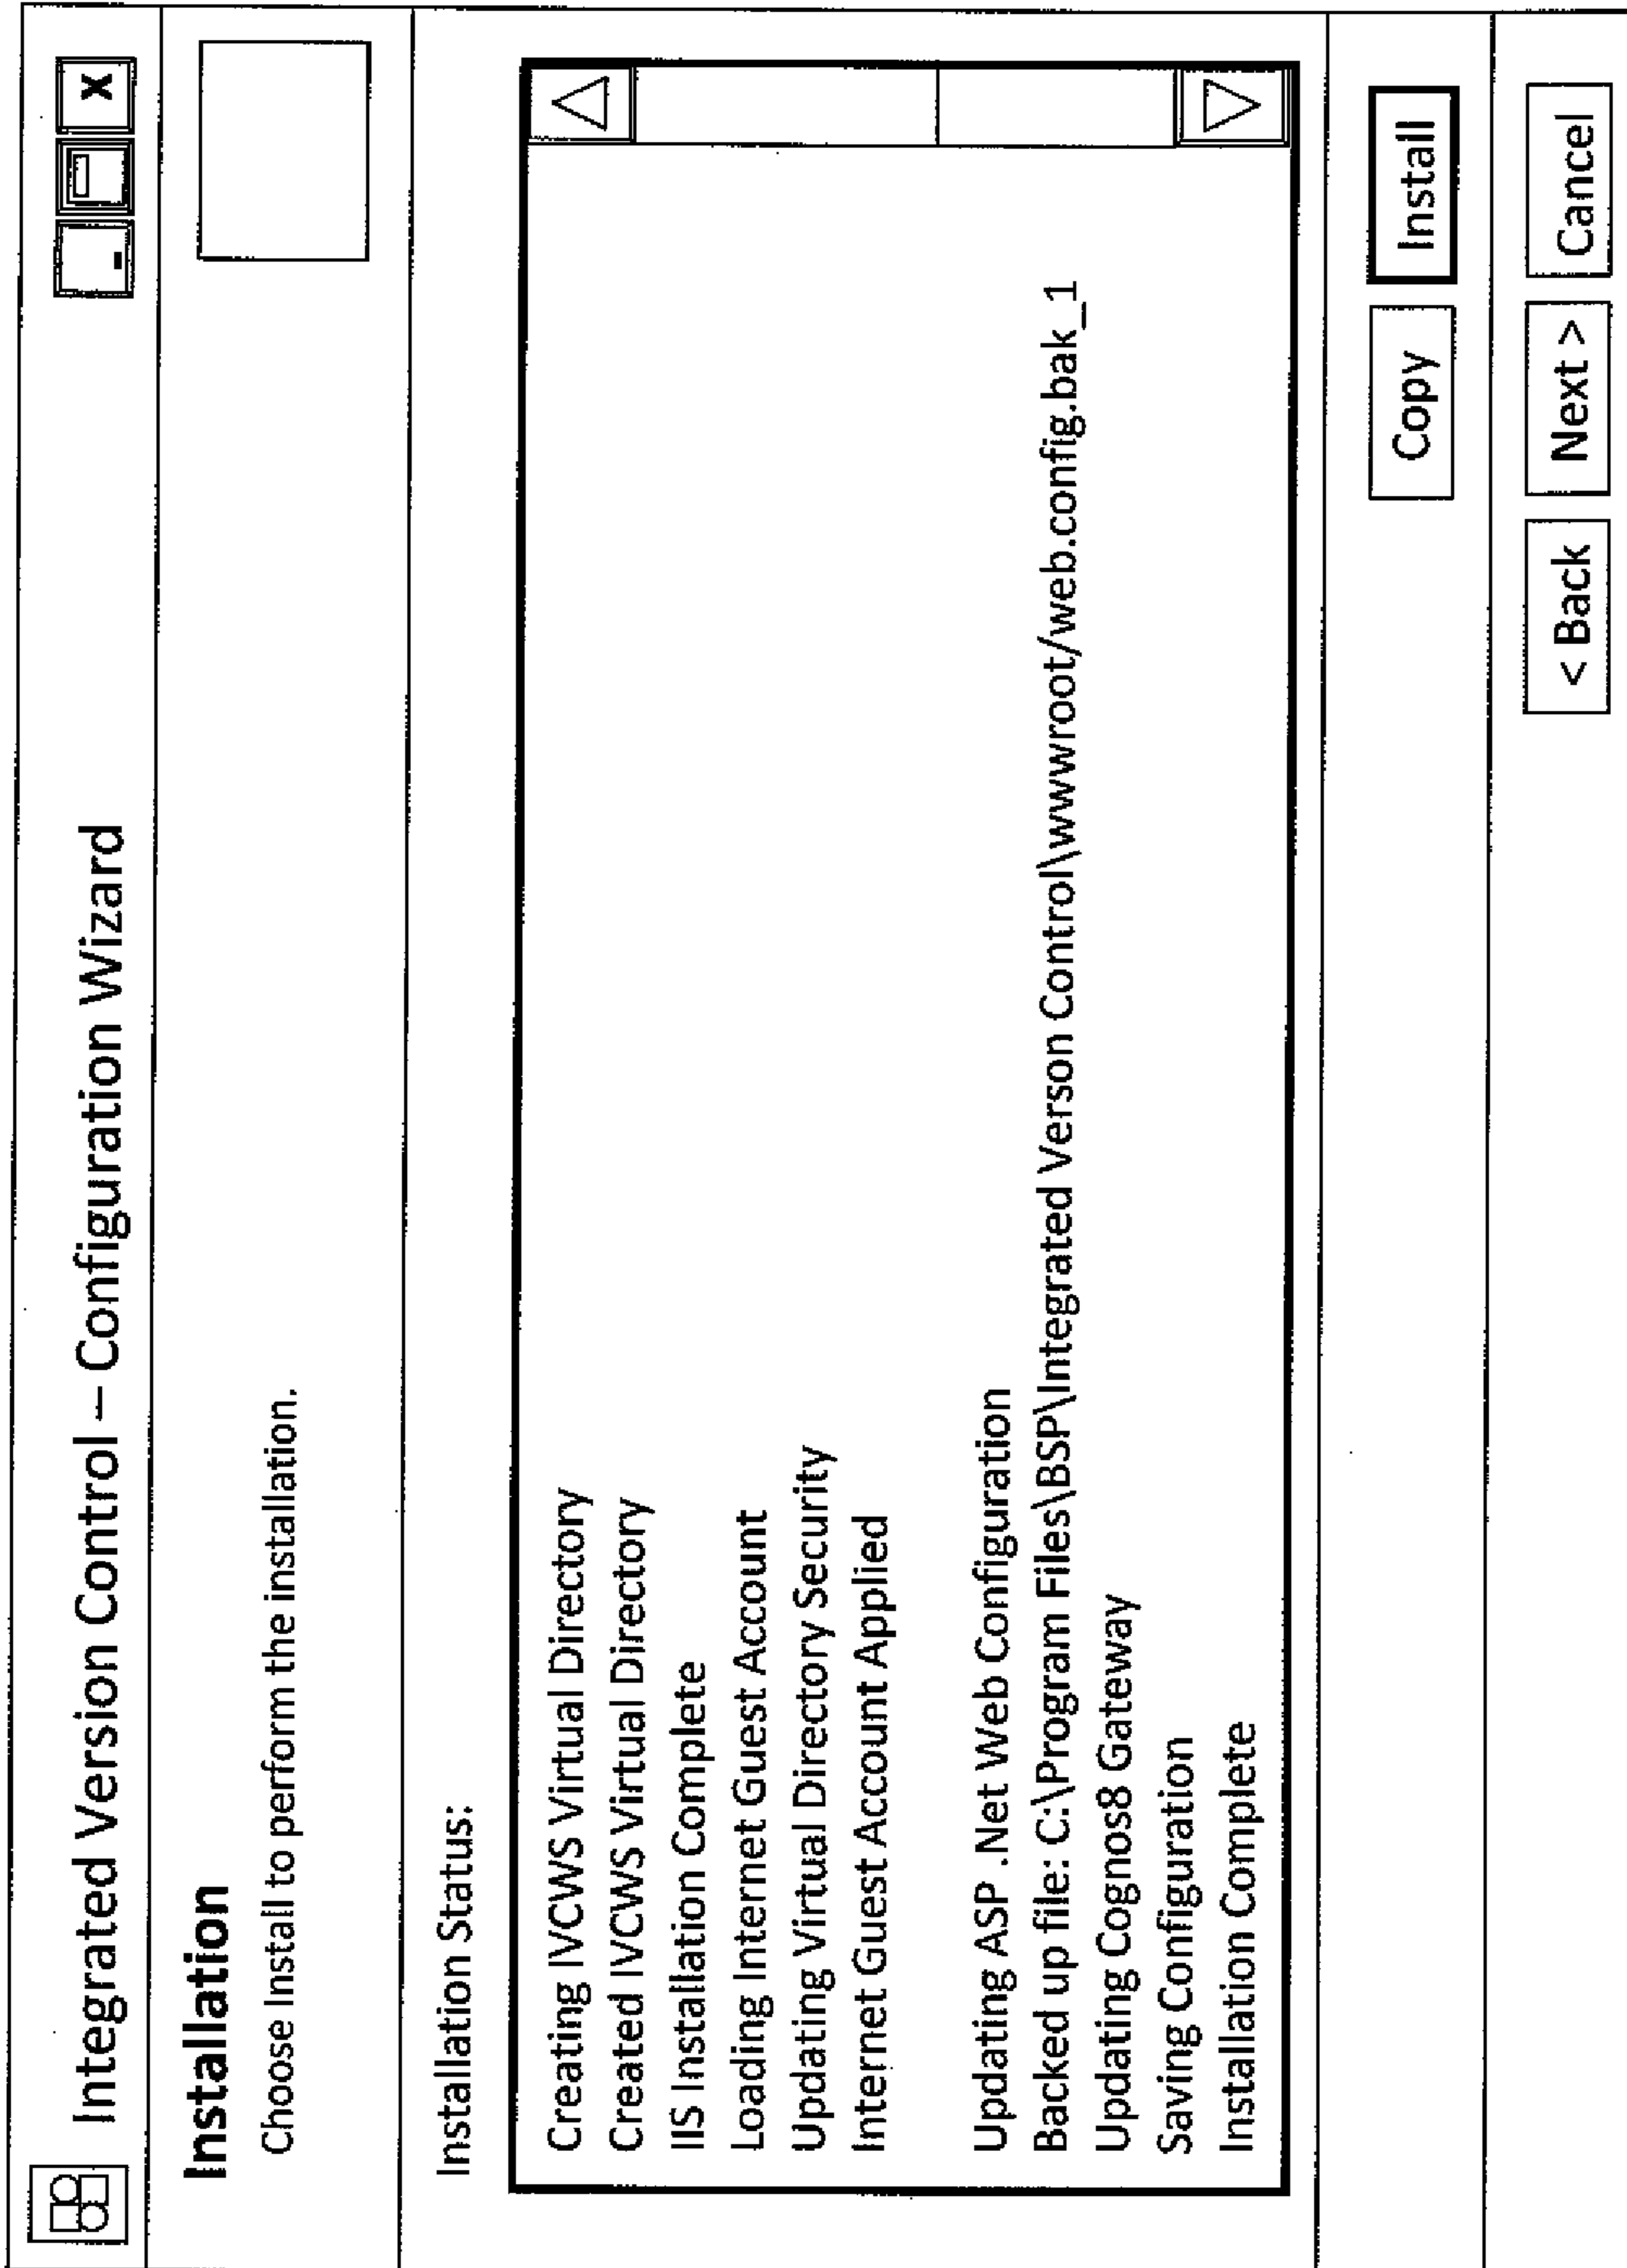 Integrated Version Control – Configuration Wizard
X
Installation
Choose Install to perform the installation.
Installation Status:
Creating IVCWS Virtual Directory
Created IVCWS Virtual Directory
IIS Installation Complete
Loading Internet Guest Account
Updating Virtual Directory Security
Internet Guest Account Applied
Updating ASP .Net Web Configuration
Backed up file: C:\Program Files\BSP\Integrated Verson Control\wwwroot/web.config.bak_1
Updating Cognos8 Gateway
Saving Configuration
Installation Complete
Copy Install
< Back Next > Cancel